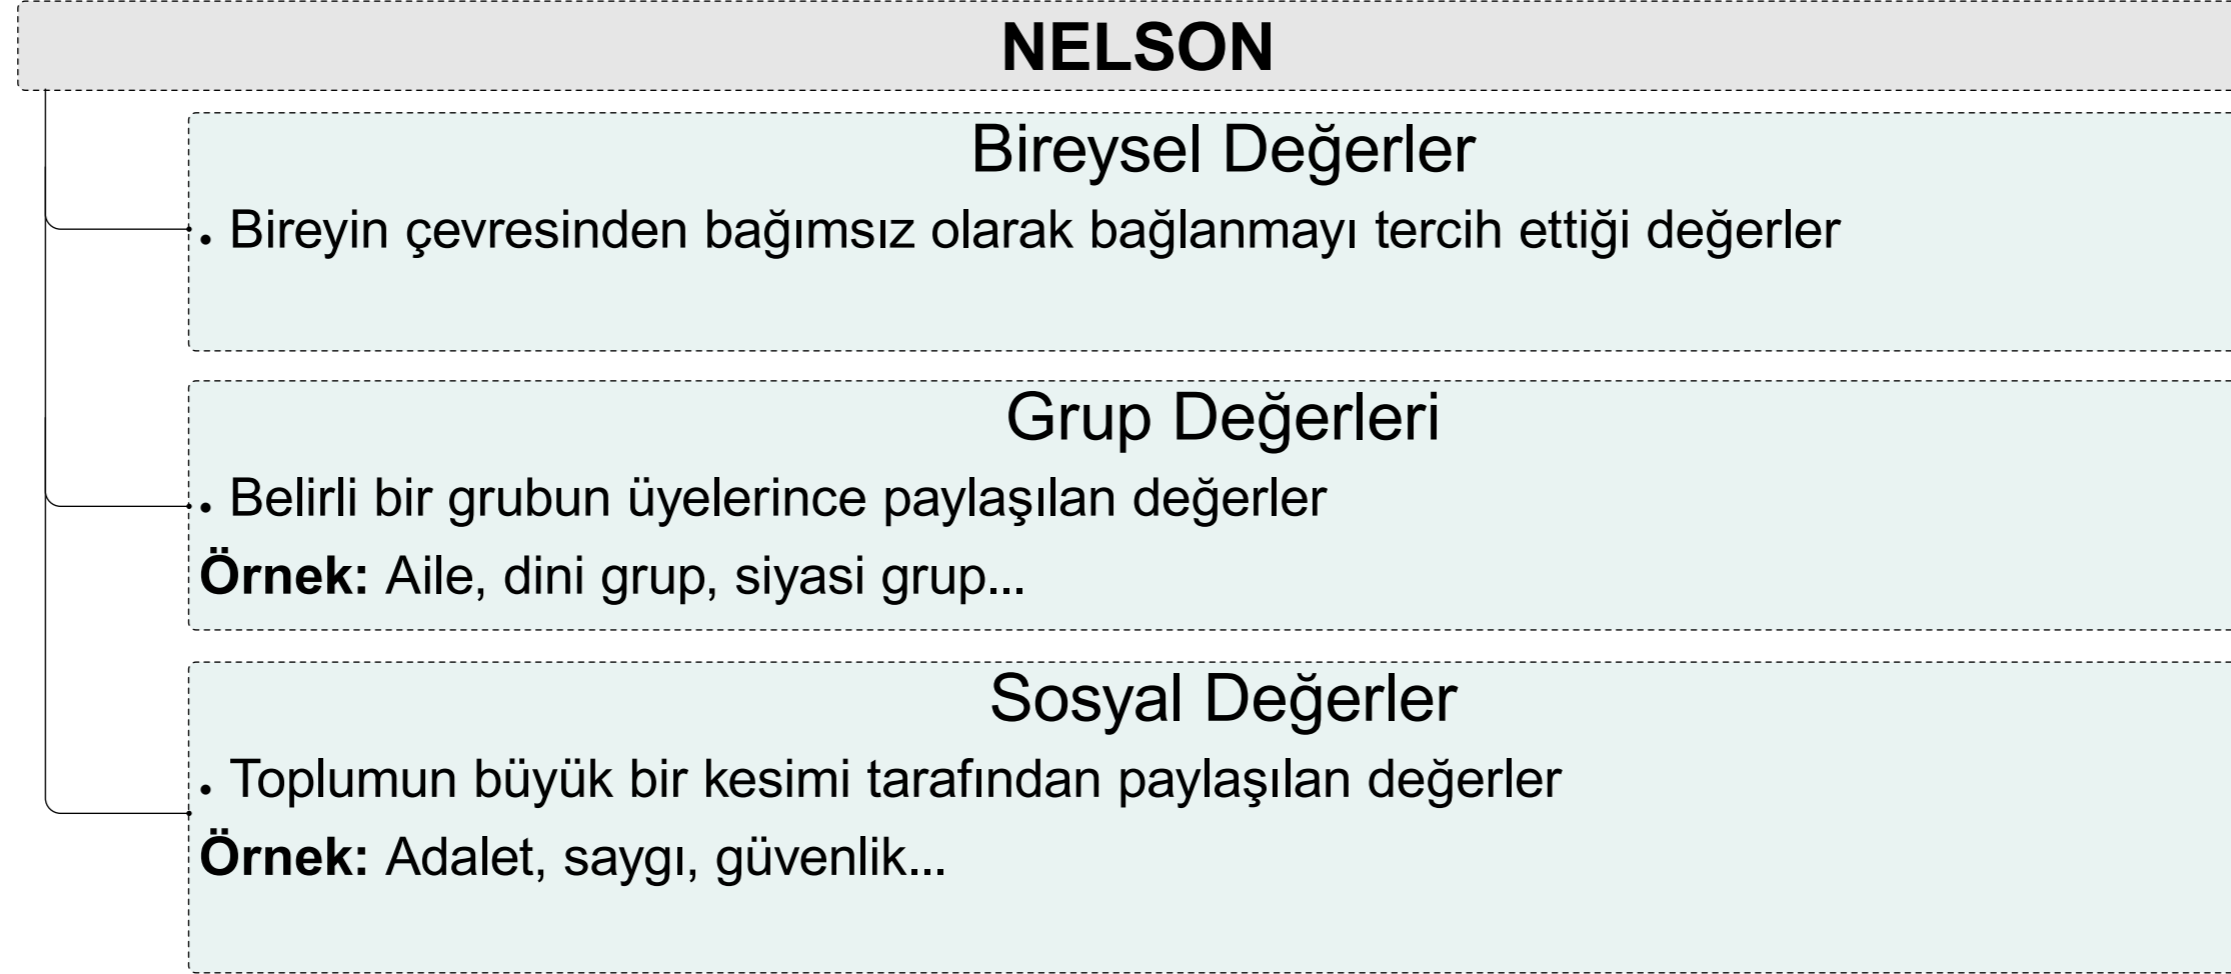 NELSON
Bireysel Değerler
• Bireyin çevresinden bağımsız olarak bağlanmayı tercih ettiği değerler
Grup Değerleri
• Belirli bir grubun üyelerince paylaşılan değerler
Örnek: Aile, dini grup, siyasi grup...
Sosyal Değerler
• Toplumun büyük bir kesimi tarafından paylaşılan değerler
Örnek: Adalet, saygı, güvenlik...